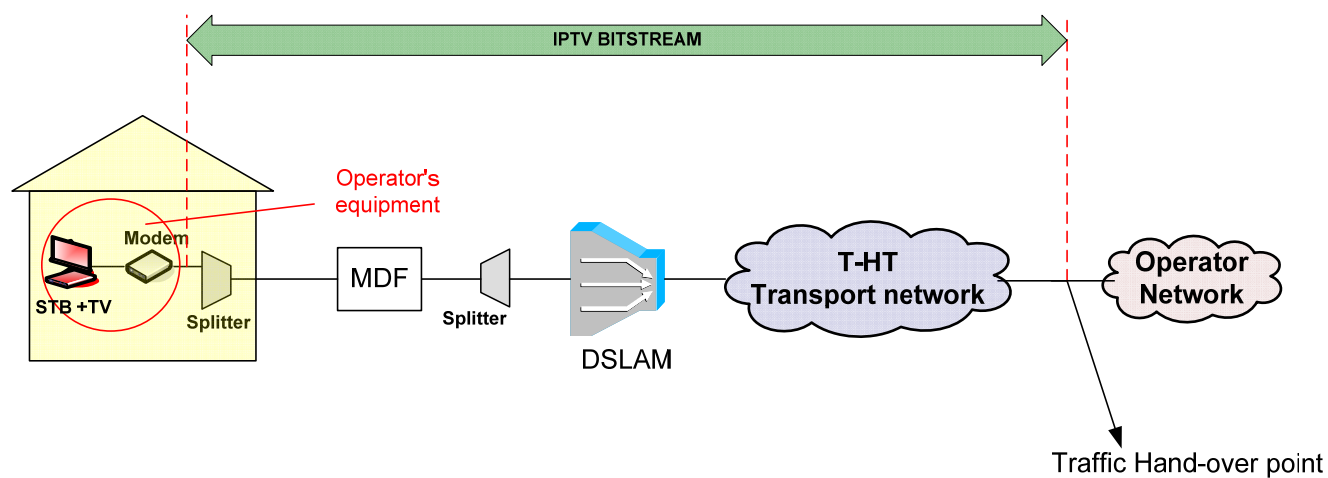 IPTV BITSTREAM
Operator's
equipment
Modem
STB +TV
Splitter
MDF
Splitter
DSLAM
T-HT
Transport network
Operator
Network
Traffic Hand-over point